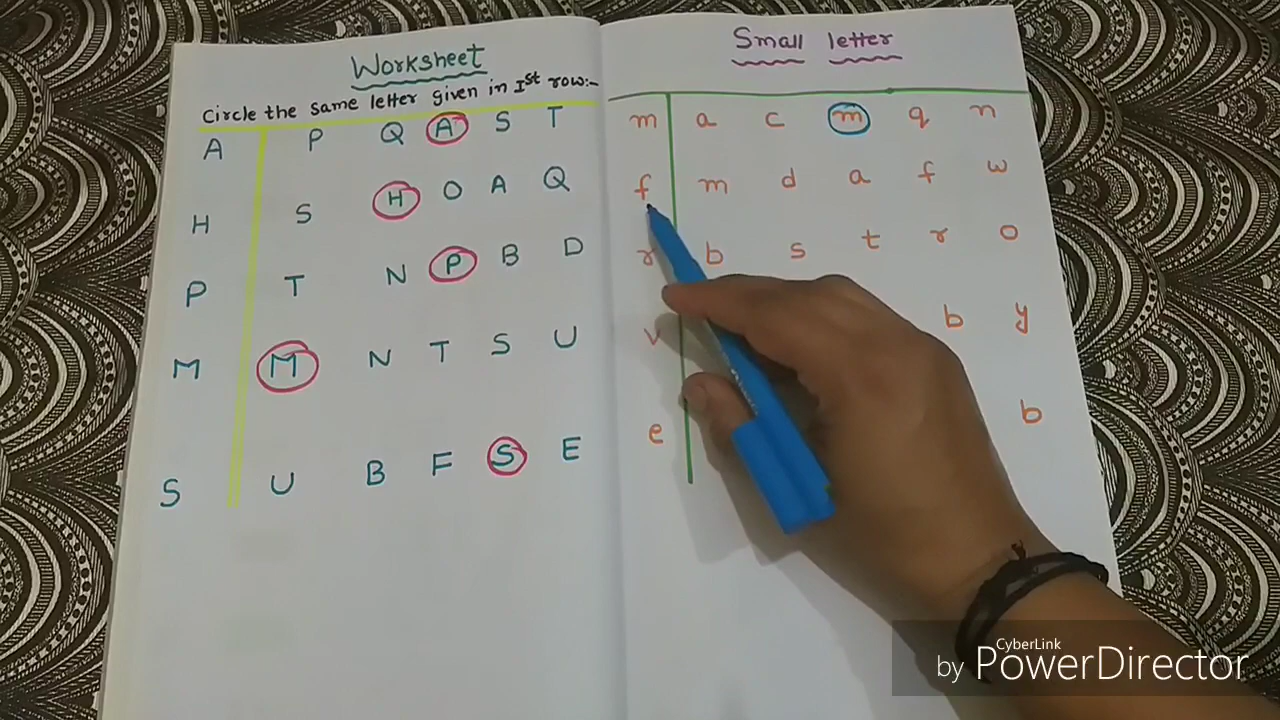 Worksheet
Circle the same letter given in Ist row:-
A P Q A S T
H S H O A Q
P T N P B D
M M N T S U
S U B F S E
Small letter
m a c m q n
f m d a f w
r b s t r o
v b y
e b
CyberLink
by PowerDirector